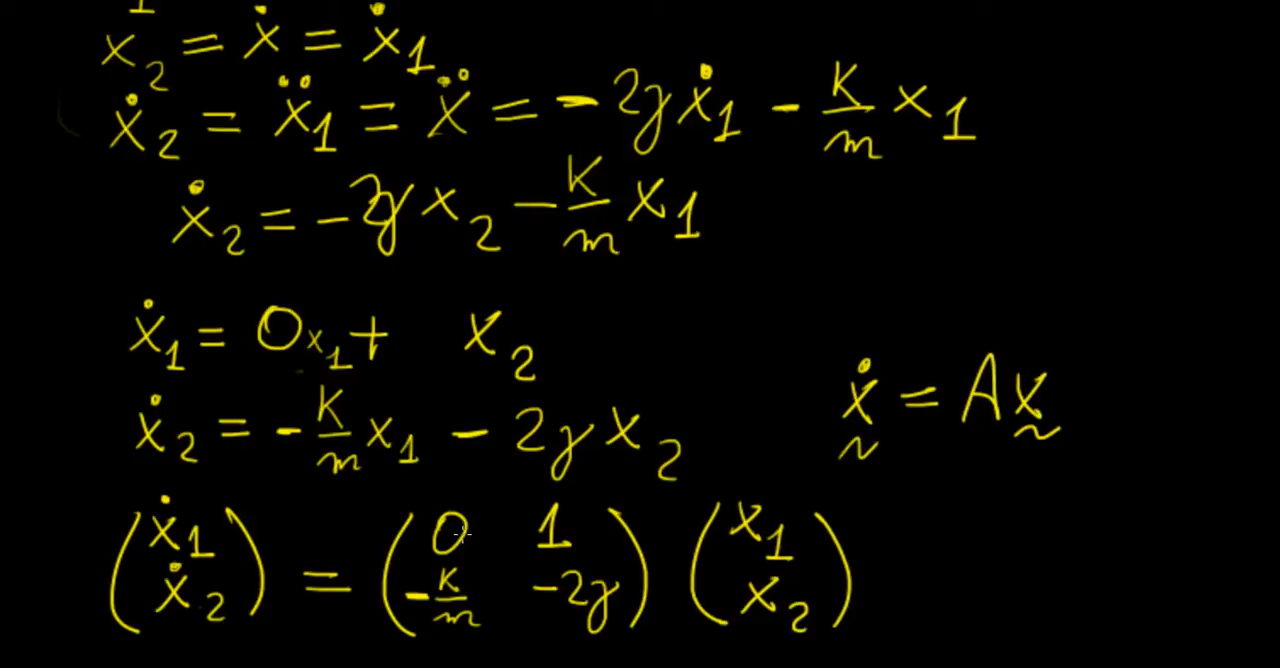 x₂ = ẋ = ẋ₁
ẋ₂ = ẍ₁ = ẍ = -2γẋ₁ - K/m x₁
ẋ₂ = -2γx₂ - K/m x₁
ẋ₁ = 0x₁ + x₂
ẋ₂ = -K/m x₁ - 2γx₂
ẋ = Ax
(ẋ₁ ẋ₂) = (0 1 -K/m -2γ) (x₁ x₂)